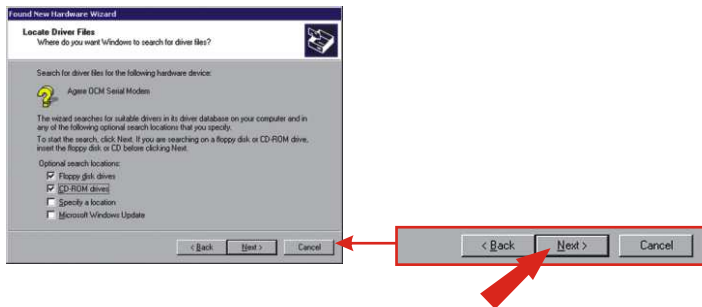 Found New Hardware Wizard
Locate Driver Files
Where do you want Windows to search for driver files?
Search for driver files for the following hardware device:
Agere OCM Serial Modem
The wizard searches for suitable drivers in its driver database on your computer and in
any of the following optional search locations that you specify.
To start the search, click Next. If you are searching on a floppy disk or CD-ROM drive,
insert the floppy disk or CD before clicking Next.
Optional search locations:
Floppy disk drives
CD-ROM drives
Specify a location
Microsoft Windows Update
< Back Next > Cancel
< Back Next > Cancel